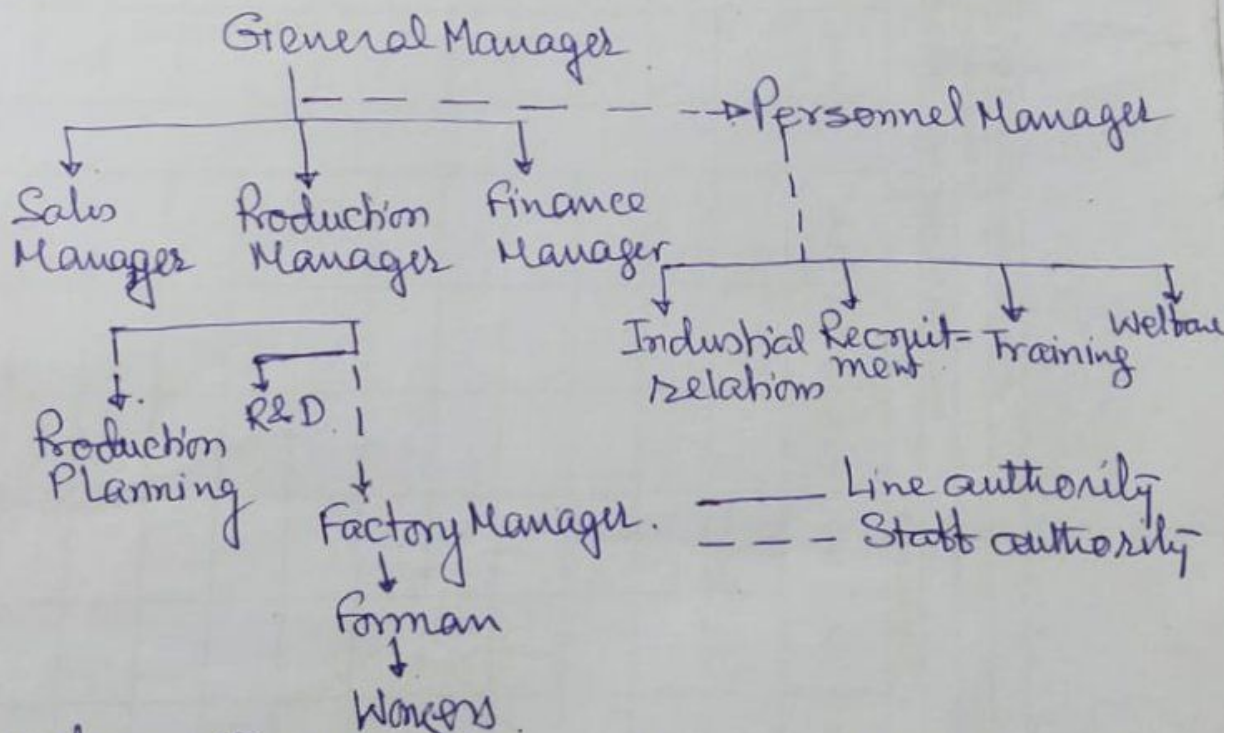 General Manager
Personnel Manager
Sales Manager
Production Manager
Finance Manager
Industrial relations
Recruit-
ment
Training
Welfare
Production
Planning
R&D
Factory Manager.
Line authority
Staff authority
Forman
Workers.